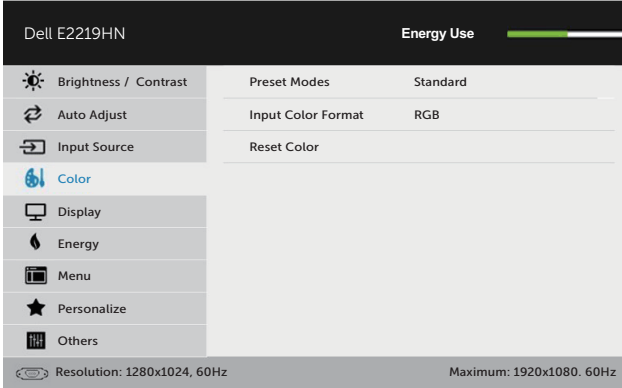 Dell E2219HN Energy Use
Brightness / Contrast Preset Modes Standard
Auto Adjust Input Color Format RGB
Input Source Reset Color
Color
Display
Energy
Menu
Personalize
Others
Resolution: 1280x1024, 60Hz Maximum: 1920x1080. 60Hz